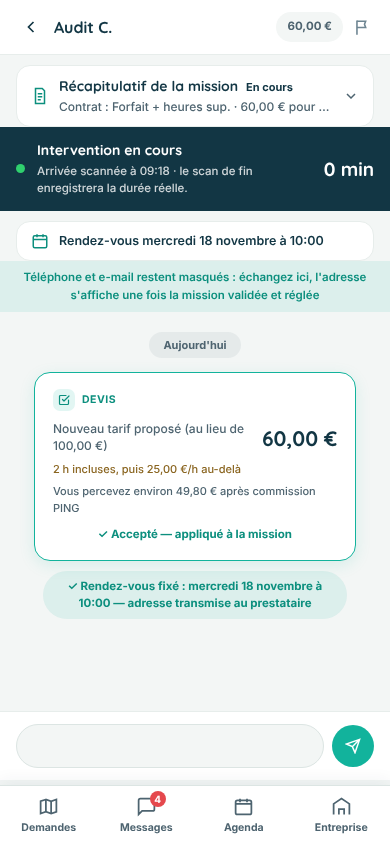 Audit C.
60,00 €
Récapitulatif de la mission En cours
Contrat : Forfait + heures sup. · 60,00 € pour ...
Intervention en cours
Arrivée scannée à 09:18 · le scan de fin
enregistrera la durée réelle.
0 min
Rendez-vous mercredi 18 novembre à 10:00
Téléphone et e-mail restent masqués : échangez ici, l'adresse
s'affiche une fois la mission validée et réglée
Aujourd'hui
DEVIS
Nouveau tarif proposé (au lieu de
100,00 €)
60,00 €
2 h incluses, puis 25,00 €/h au-delà
Vous percevez environ 49,80 € après commission
PING
✓ Accepté — appliqué à la mission
✓ Rendez-vous fixé : mercredi 18 novembre à
10:00 — adresse transmise au prestataire
4
Demandes Messages Agenda Entreprise